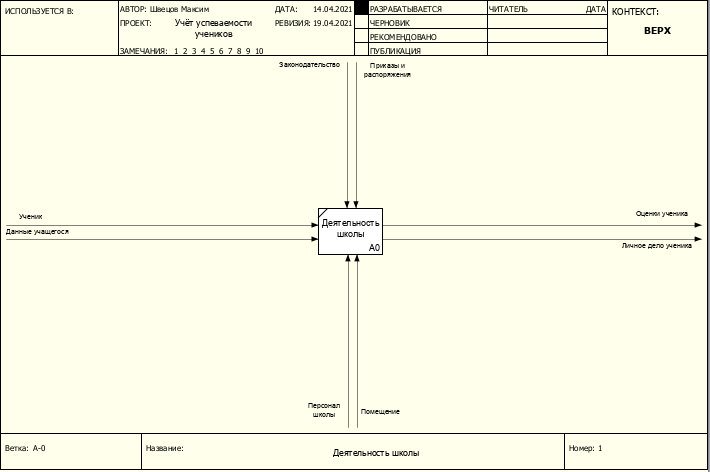 ИСПОЛЬЗУЕТСЯ В:
АВТОР: Швецов Максим
ДАТА: 14.04.2021
ПРОЕКТ: Учёт успеваемости
учеников
РЕВИЗИЯ: 19.04.2021
ЗАМЕЧАНИЯ: 1 2 3 4 5 6 7 8 9 10
РАЗРАБАТЫВАЕТСЯ
ЧЕРНОВИК
РЕКОМЕНДОВАНО
ПУБЛИКАЦИЯ
ЧИТАТЕЛЬ ДАТА
КОНТЕКСТ:
ВЕРХ
Законодательство
Приказы и
распоряжения
Ученик
Данные учащегося
Деятельность
школы
A0
Оценки ученика
Личное дело ученика
Персонал
школы
Помещение
Ветка: A-0
Название:
Деятельность школы
Номер: 1